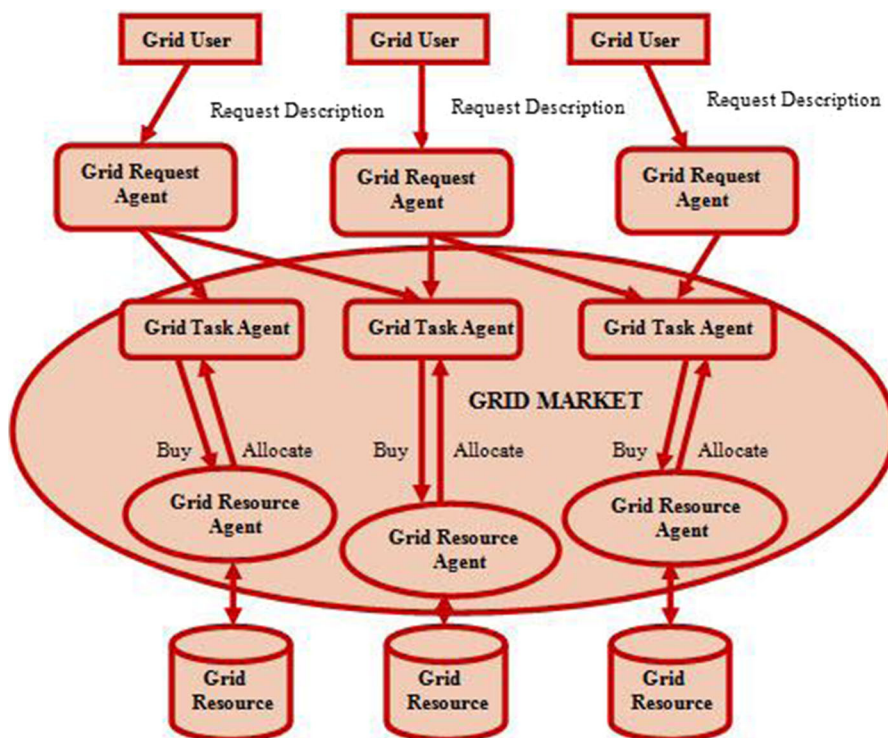 Grid User
Grid User
Grid User
Request Description
Request Description
Request Description
Grid Request
Agent
Grid Request
Agent
Grid Request
Agent
Grid Task Agent
Grid Task Agent
Grid Task Agent
GRID MARKET
Buy
Allocate
Buy
Allocate
Buy
Allocate
Grid Resource
Agent
Grid Resource
Agent
Grid Resource
Agent
Grid
Resource
Grid
Resource
Grid
Resource